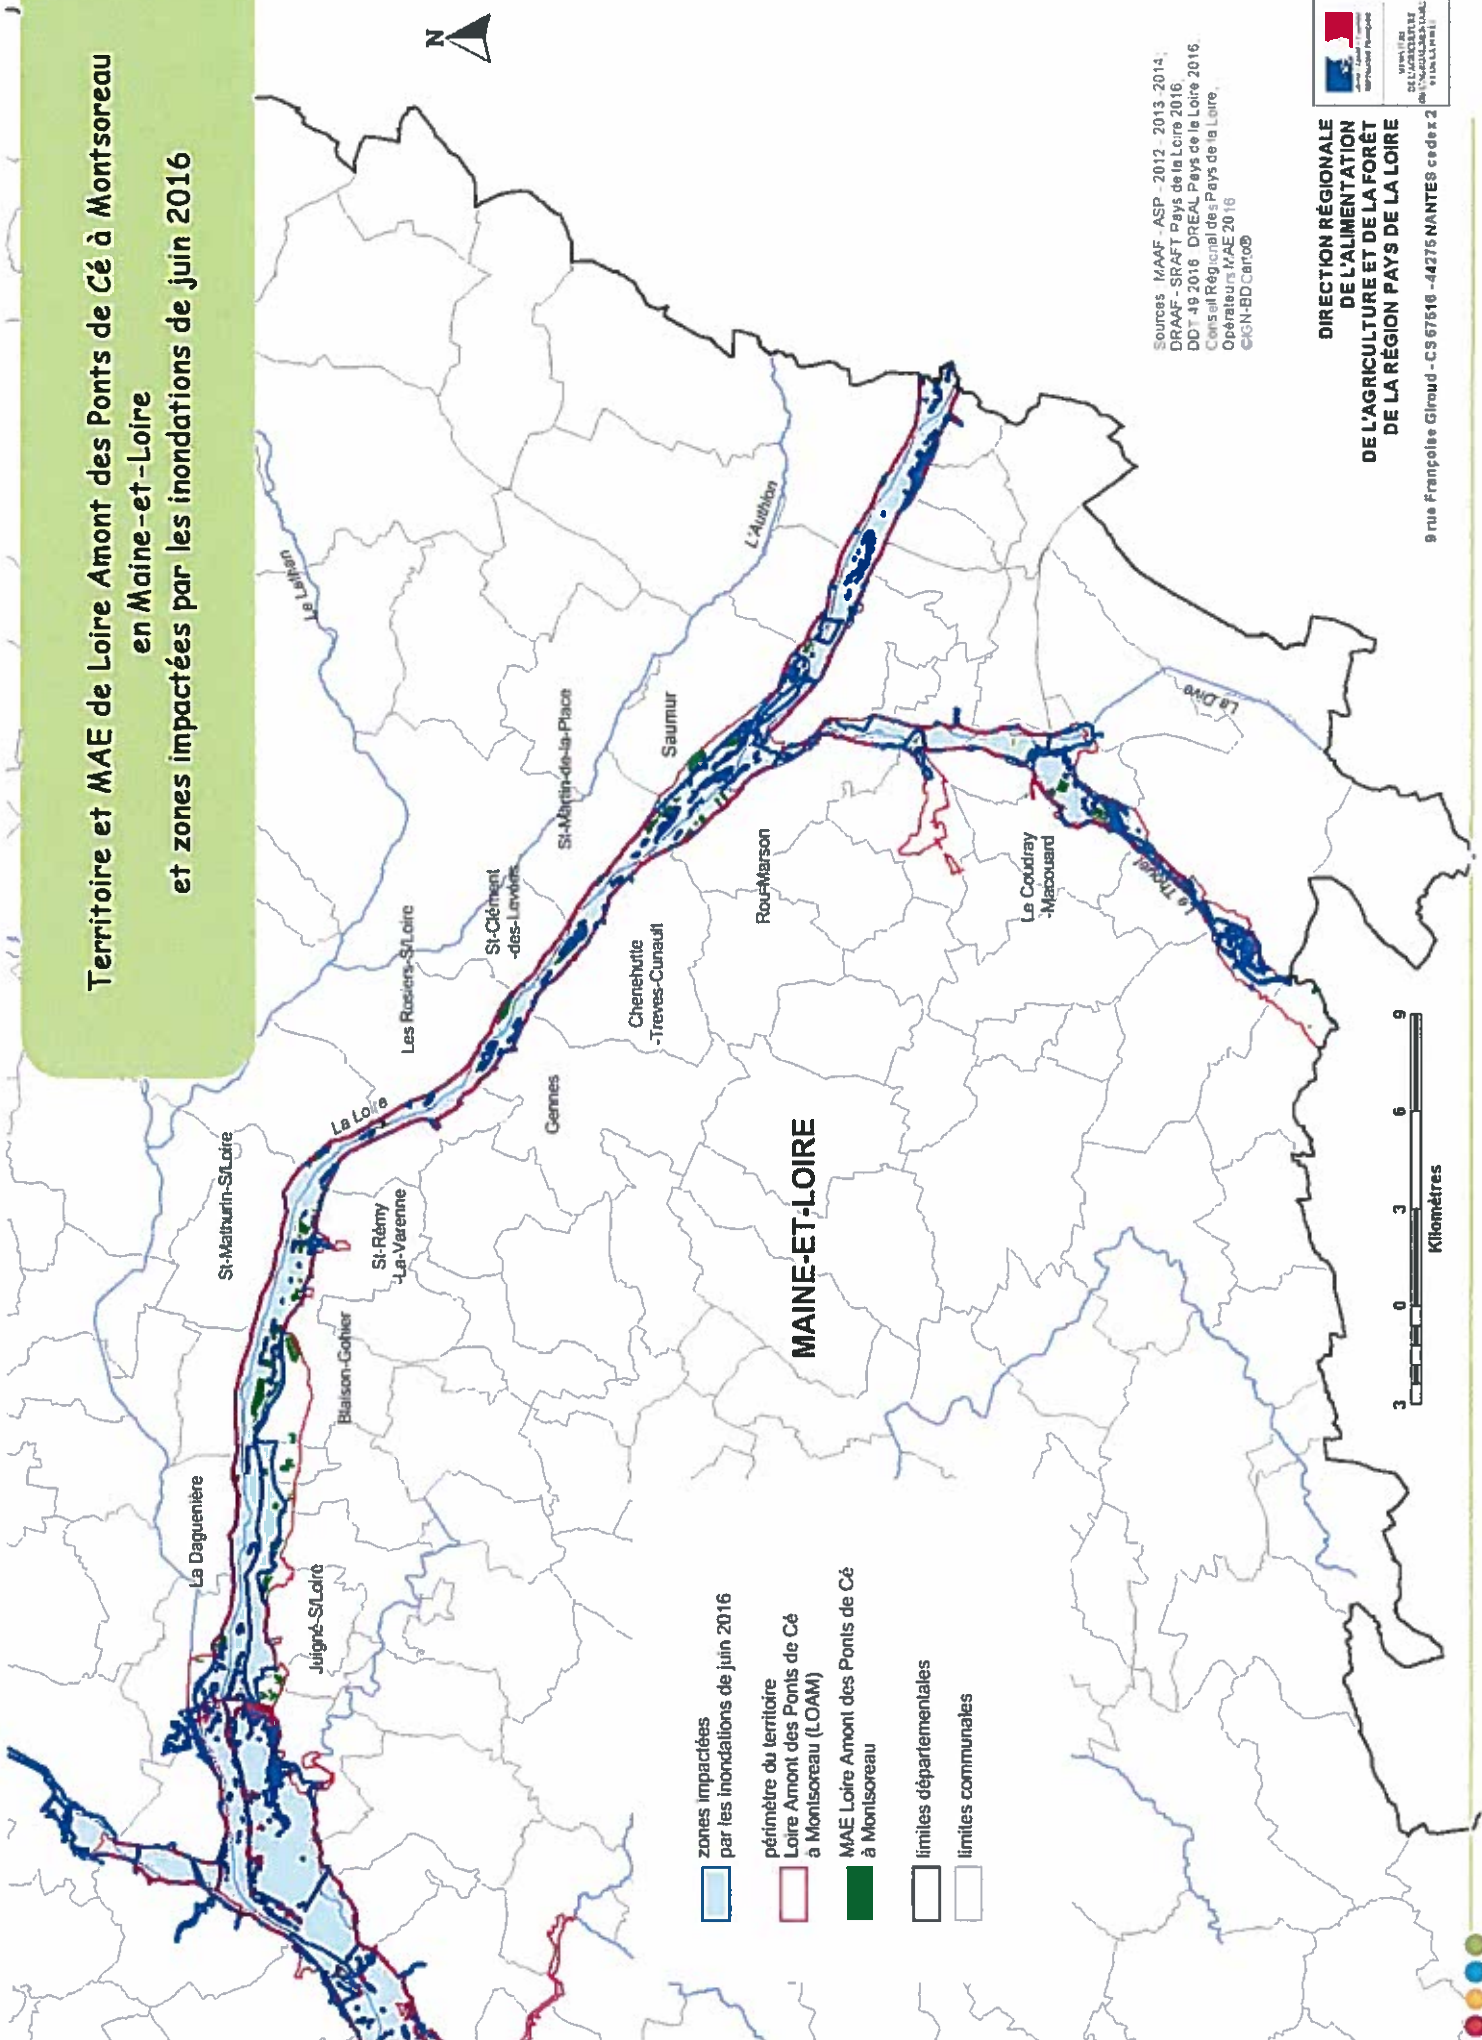 Territoire et MAE de Loire Amont des Ponts de Cé à Montsoreau
en Maine-et-Loire
et zones impactées par les inondations de juin 2016
N
Le Lathan
L'Authion
St-Martin-de-la-Place
Saumur
La Dive
St-Clément
-des-Levées
Les Rosiers-S/Loire
Rou-Marson
Le Coudray
-Macouard
Le Thouet
Chenehutte
-Treves-Cunault
Gennes
La Loire
St-Mathurin-S/Loire
St-Rémy
-La-Varenne
Blaison-Gohier
MAINE-ET-LOIRE
La Daguenière
Juigné-S/Loire
zones impactées
par les inondations de juin 2016
périmètre du territoire
Loire Amont des Ponts de Cé
à Montsoreau (LOAM)
MAE Loire Amont des Ponts de Cé
à Montsoreau
limites départementales
limites communales
3 0 3 6 9
Kilomètres
Sources : MAAF - ASP - 2012 - 2013 - 2014,
DRAAF - SRAFT Pays de la Loire 2016,
DDT 49 2016 DREAL Pays de la Loire 2016,
Conseil Régional des Pays de la Loire,
Opérateurs MAE 2016
©IGN-BDCarto®
DIRECTION RÉGIONALE
DE L'ALIMENTATION
DE L'AGRICULTURE ET DE LA FORÊT
DE LA RÉGION PAYS DE LA LOIRE
9 rue Françoise Giroud - CS 67516 - 44275 NANTES cedex 2